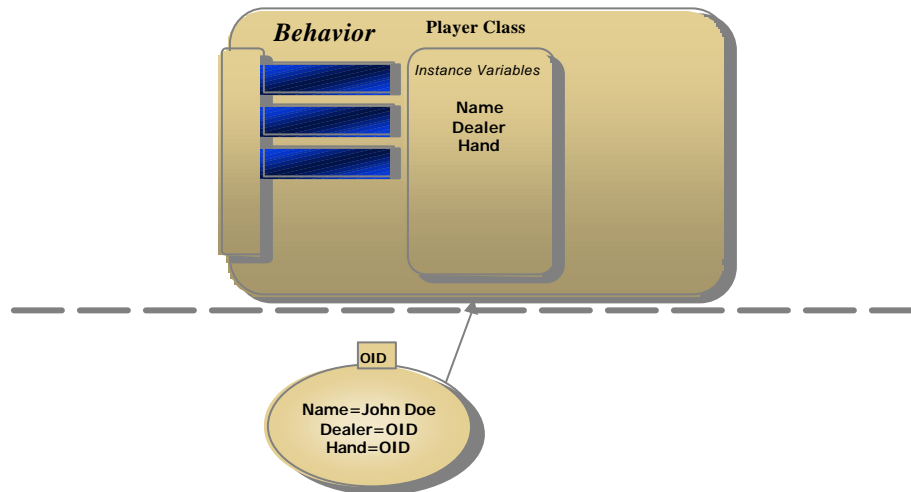 Behavior
Player Class
Instance Variables
Name
Dealer
Hand
OID
Name=John Doe
Dealer=OID
Hand=OID